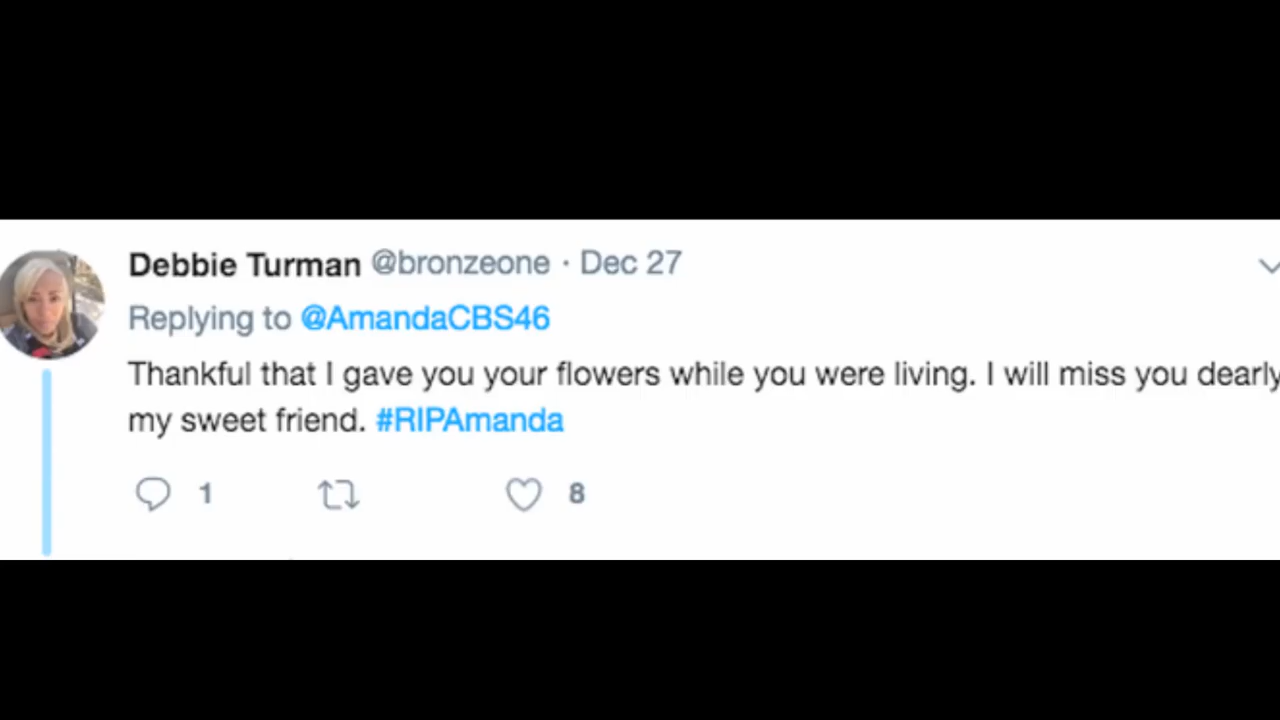 Debbie Turman @bronzeone · Dec 27
Replying to @AmandaCBS46
Thankful that I gave you your flowers while you were living. I will miss you dearly
my sweet friend. #RIPAmanda
1 8